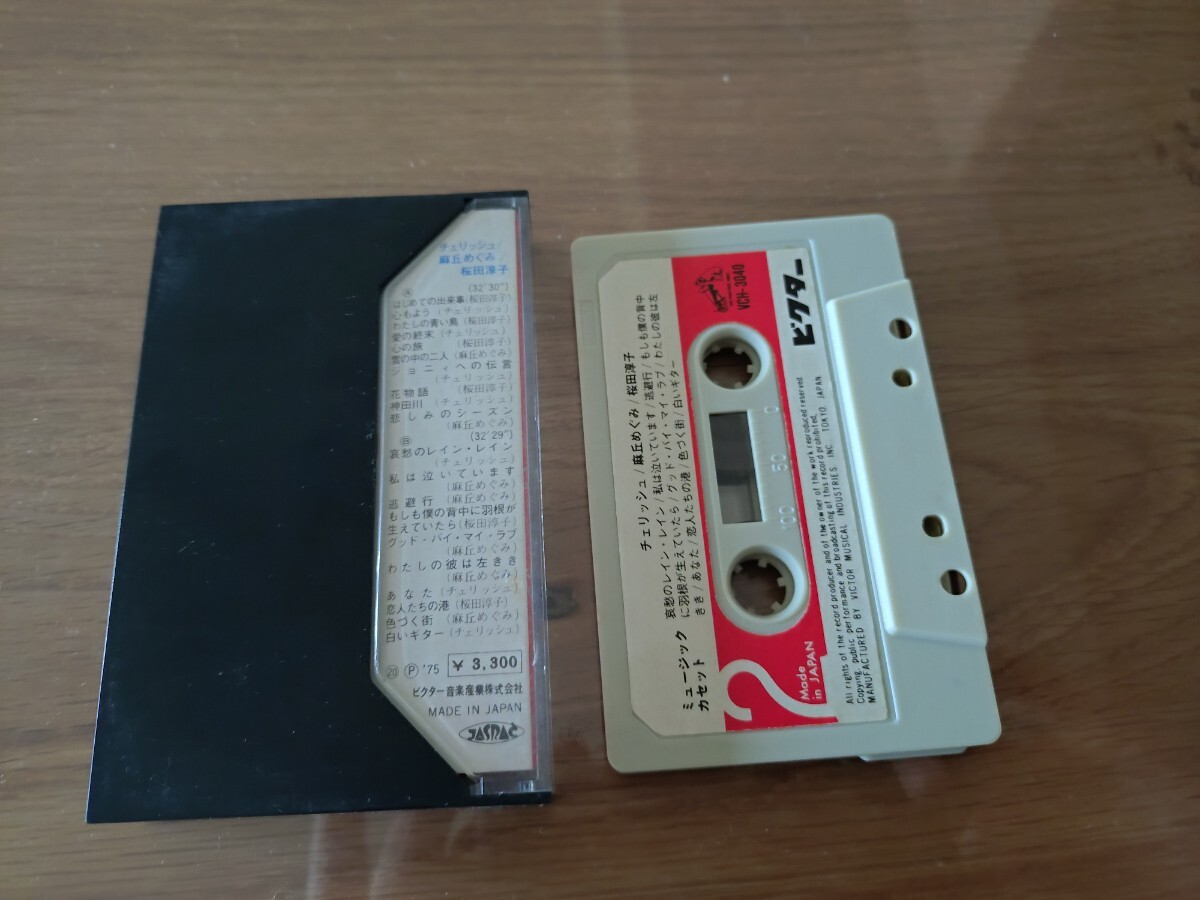 チェリッシュ/
麻丘めぐみ/
桜田淳子
Ⓐ (32'30")
はじめての出来事(桜田淳子)
心もよう (チェリッシュ)
わたしの青い鳥 (桜田淳子)
愛の終末 (チェリッシュ)
心の旅 (桜田淳子)
雪の中の二人 (麻丘めぐみ)
ジョニィへの伝言
(チェリッシュ)
花物語 (桜田淳子)
神田川 (チェリッシュ)
悲しみのシーズン
(麻丘めぐみ)
Ⓑ (32'29")
哀愁のレイン・レイン
(チェリッシュ)
私は泣いています
(麻丘めぐみ)
逃避行 (麻丘めぐみ)
もしも僕の背中に羽根が
生えていたら(桜田淳子)
グッド・バイ・マイ・ラブ
(麻丘めぐみ)
わたしの彼は左きき
(麻丘めぐみ)
あなた (チェリッシュ)
恋人たちの港 (桜田淳子)
色づく街 (麻丘めぐみ)
白いギター (チェリッシュ)
⑳ Ⓟ '75 ¥ 3,300
ビクター音楽産業株式会社
MADE IN JAPAN
JASRAC
ミュージック
カセット
チェリッシュ/麻丘めぐみ/桜田淳子
哀愁のレイン・レイン/私は泣いています/逃避行/もしも僕の背中
に羽根が生えていたら/グッド・バイ・マイ・ラブ/わたしの彼は左
きき/あなた/恋人たちの港/色づく街/白いギター
2
Made
in JAPAN
100 50 0
VCH-3040
ビクター
All rights of the record producer and of the owner of the work reproduced reserved.
Copying public performance and broadcasting of this record prohibited.
MANUFACTURED BY VICTOR MUSICAL INDUSTRIES, INC. TOKYO, JAPAN